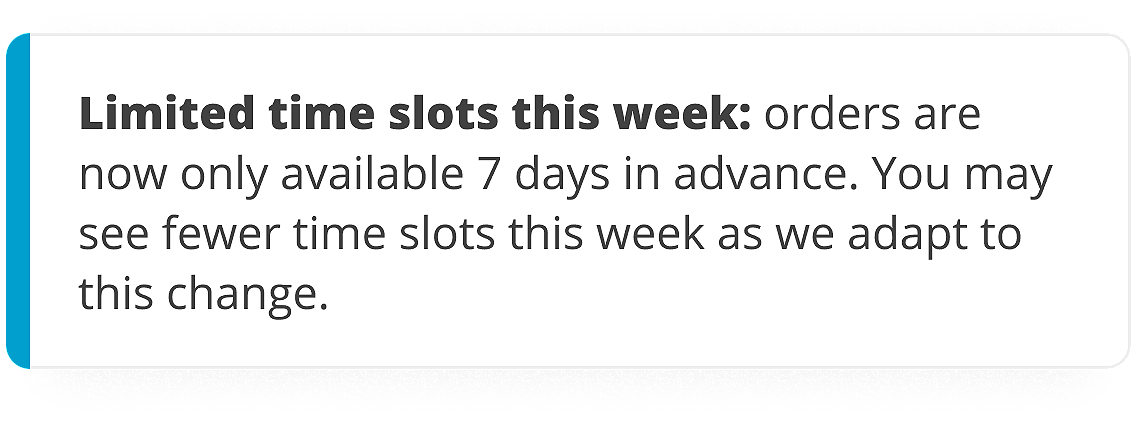 Limited time slots this week: orders are
now only available 7 days in advance. You may
see fewer time slots this week as we adapt to
this change.